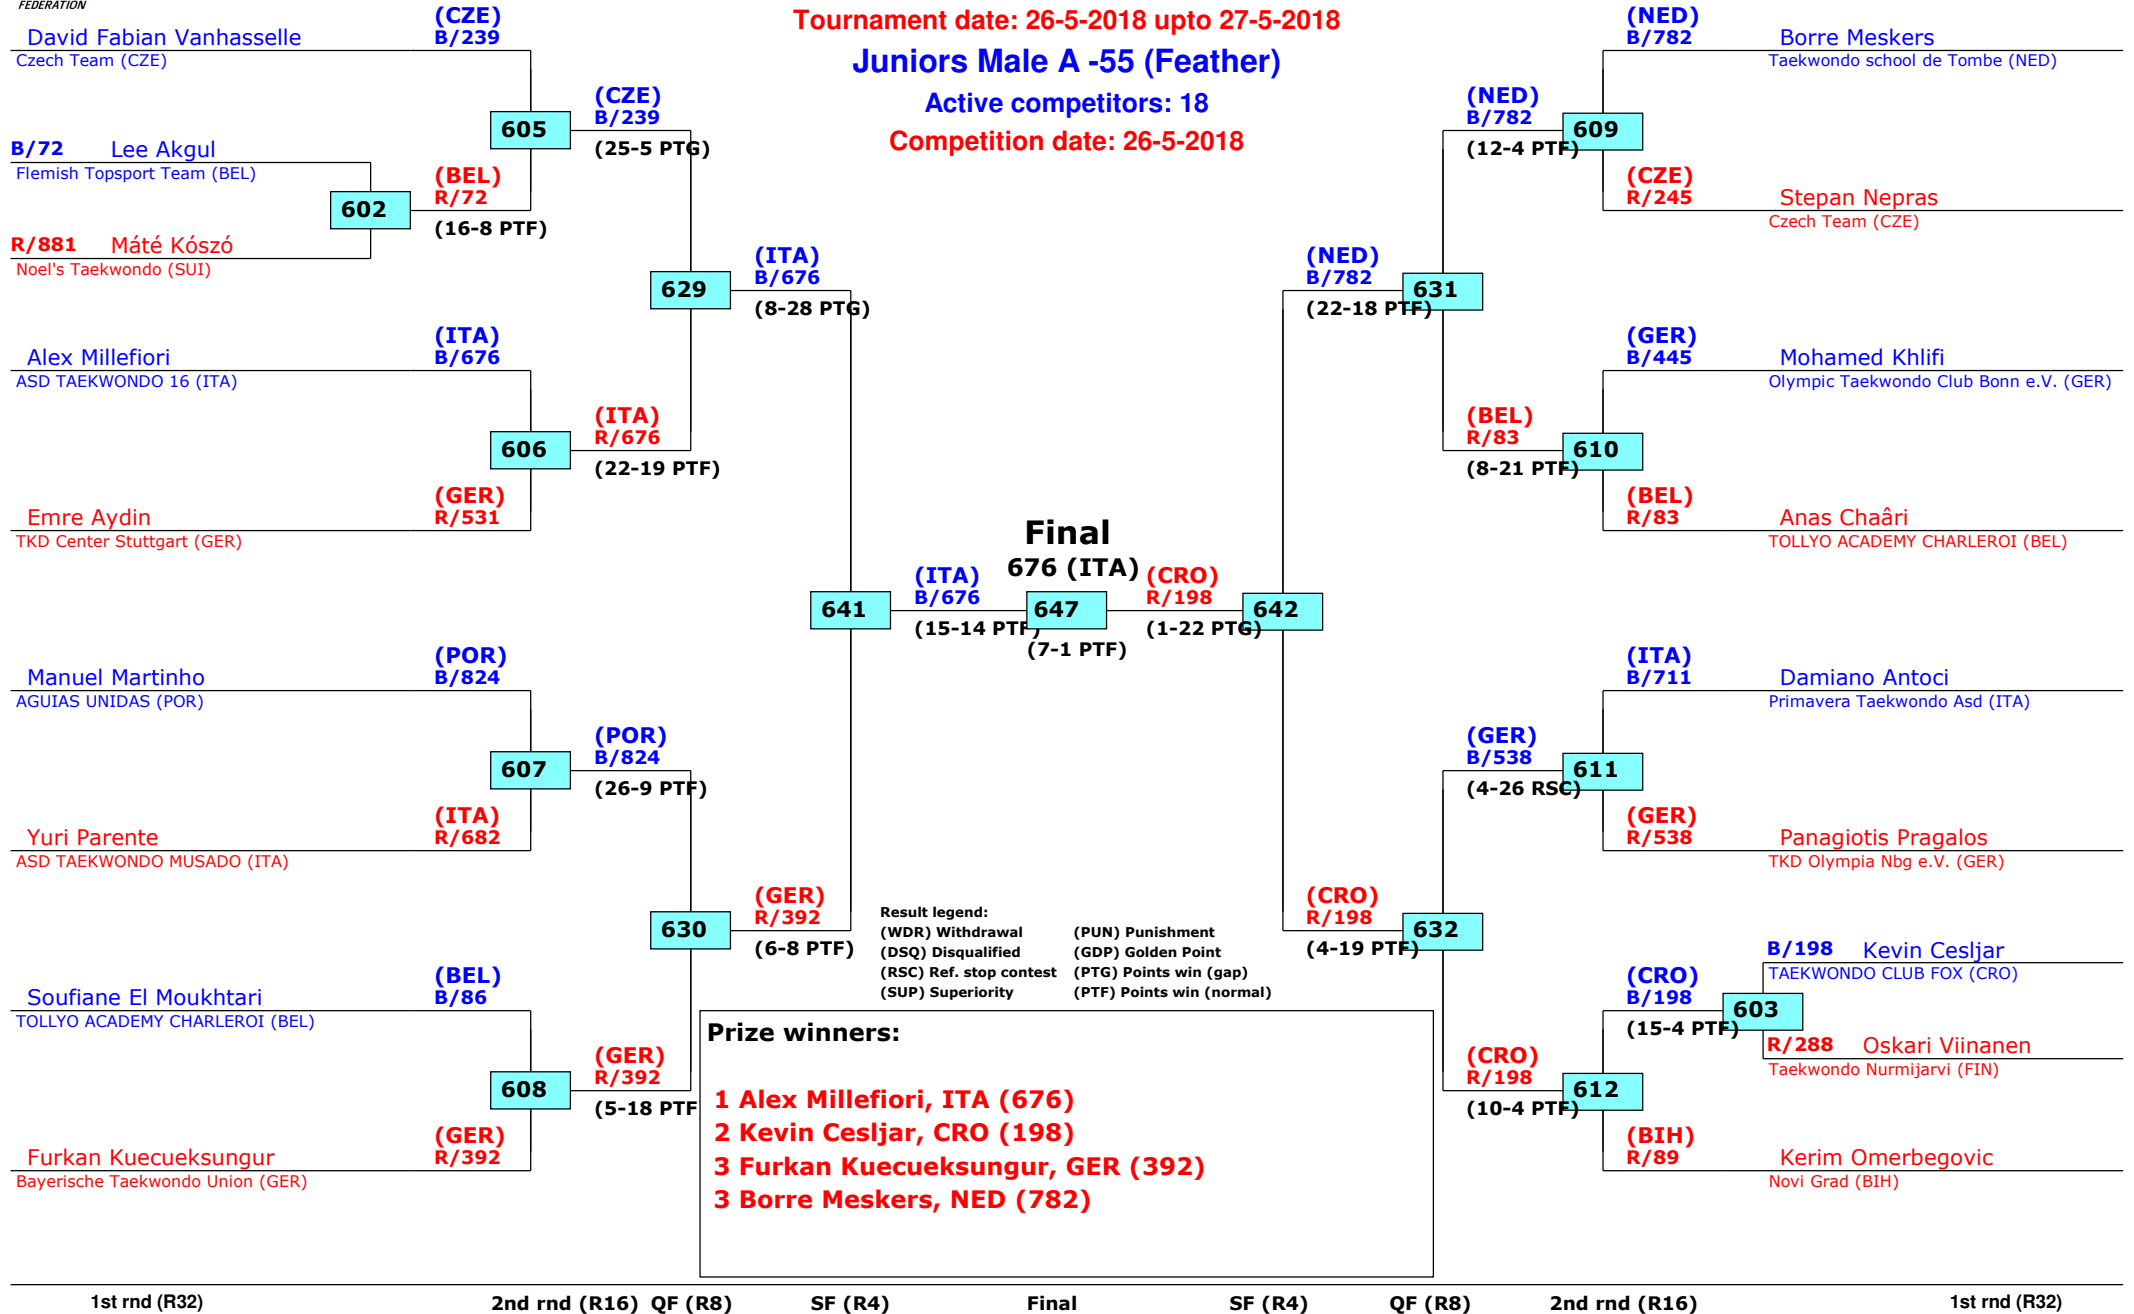 FEDERATION
Tournament date: 26-5-2018 upto 27-5-2018
Juniors Male A -55 (Feather)
Active competitors: 18
Competition date: 26-5-2018
David Fabian Vanhasselle
Czech Team (CZE)
(CZE)
B/239
B/72 Lee Akgul
Flemish Topsport Team (BEL)
R/881 Máté Kószó
Noel's Taekwondo (SUI)
602
(BEL)
R/72
(16-8 PTF)
605
(CZE)
B/239
(25-5 PTG)
Alex Millefiori
ASD TAEKWONDO 16 (ITA)
(ITA)
B/676
Emre Aydin
TKD Center Stuttgart (GER)
(GER)
R/531
606
(ITA)
R/676
(22-19 PTF)
629
(ITA)
B/676
(8-28 PTG)
Manuel Martinho
AGUIAS UNIDAS (POR)
(POR)
B/824
Yuri Parente
ASD TAEKWONDO MUSADO (ITA)
(ITA)
R/682
607
(POR)
B/824
(26-9 PTF)
Soufiane El Moukhtari
TOLLYO ACADEMY CHARLEROI (BEL)
(BEL)
B/86
Furkan Kuecueksungur
Bayerische Taekwondo Union (GER)
(GER)
R/392
608
(GER)
R/392
(5-18 PTF
630
(GER)
R/392
(6-8 PTF)
641
(ITA)
B/676
(15-14 PTF)
Final
676 (ITA)
647
(7-1 PTF)
(CRO)
R/198
(1-22 PTG)
642
(NED)
B/782
(22-18 PTF)
631
(NED)
B/782
(12-4 PTF)
609
(NED)
B/782
Borre Meskers
Taekwondo school de Tombe (NED)
(CZE)
R/245
Stepan Nepras
Czech Team (CZE)
(BEL)
R/83
(8-21 PTF)
610
(GER)
B/445
Mohamed Khlifi
Olympic Taekwondo Club Bonn e.V. (GER)
(BEL)
R/83
Anas Chaâri
TOLLYO ACADEMY CHARLEROI (BEL)
(CRO)
R/198
(4-19 PTF)
632
(GER)
B/538
(4-26 RSC)
611
(ITA)
B/711
Damiano Antoci
Primavera Taekwondo Asd (ITA)
(GER)
R/538
Panagiotis Pragalos
TKD Olympia Nbg e.V. (GER)
(CRO)
R/198
(10-4 PTF)
612
(CRO)
B/198
(15-4 PTF)
603
B/198 Kevin Cesljar
TAEKWONDO CLUB FOX (CRO)
R/288 Oskari Viinanen
Taekwondo Nurmijarvi (FIN)
(BIH)
R/89
Kerim Omerbegovic
Novi Grad (BIH)
Result legend:
(WDR) Withdrawal (PUN) Punishment
(DSQ) Disqualified (GDP) Golden Point
(RSC) Ref. stop contest (PTG) Points win (gap)
(SUP) Superiority (PTF) Points win (normal)
Prize winners:
1 Alex Millefiori, ITA (676)
2 Kevin Cesljar, CRO (198)
3 Furkan Kuecueksungur, GER (392)
3 Borre Meskers, NED (782)
1st rnd (R32) 2nd rnd (R16) QF (R8) SF (R4) Final SF (R4) QF (R8) 2nd rnd (R16) 1st rnd (R32)